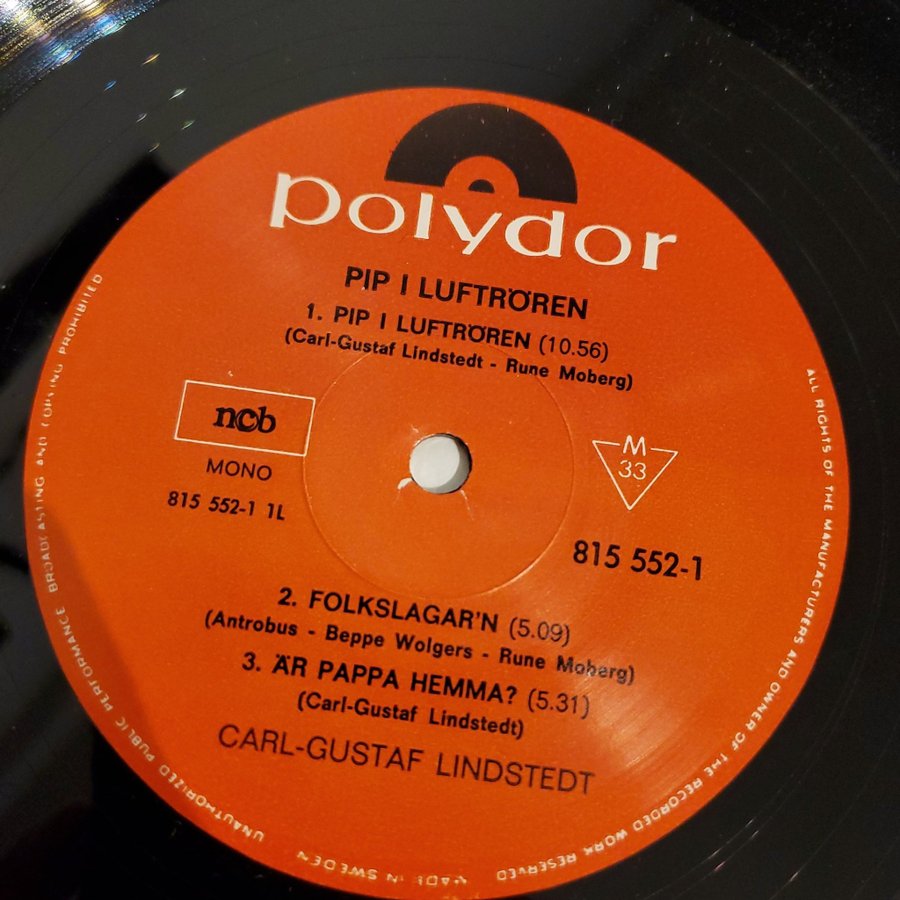 polydor
PIP I LUFTRÖREN
1. PIP I LUFTRÖREN (10.56)
(Carl-Gustaf Lindstedt - Rune Moberg)
ncb
MONO
815 552-1 1L
M
33
815 552-1
2. FOLKSLAGAR'N (5.09)
(Antrobus - Beppe Wolgers - Rune Moberg)
3. ÄR PAPPA HEMMA? (5.31)
(Carl-Gustaf Lindstedt)
CARL-GUSTAF LINDSTEDT
ALL RIGHTS OF THE MANUFACTURERS AND OWNER OF THE RECORDED WORK RESERVED
UNAUTHORIZED PUBLIC PERFORMANCE BROADCASTING AND COPYING PROHIBITED
MADE IN SWEDEN